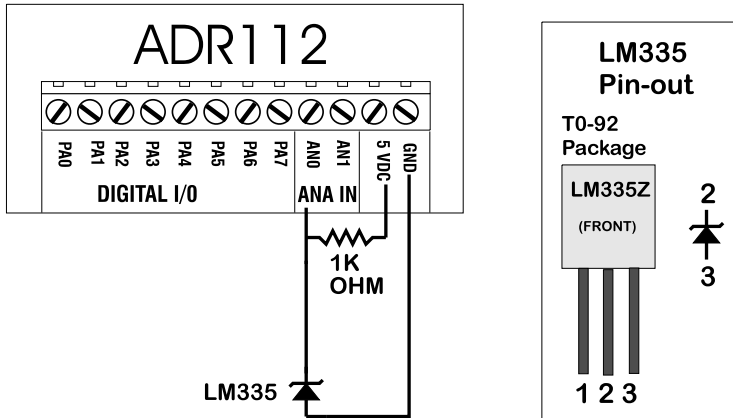 ADR112
PA0 PA1 PA2 PA3 PA4 PA5 PA6 PA7 AN0 AN1 5 VDC GND
DIGITAL I/0 ANA IN
1K
OHM
LM335
LM335
Pin-out
T0-92
Package
LM335Z
(FRONT)
1 2 3
2
3